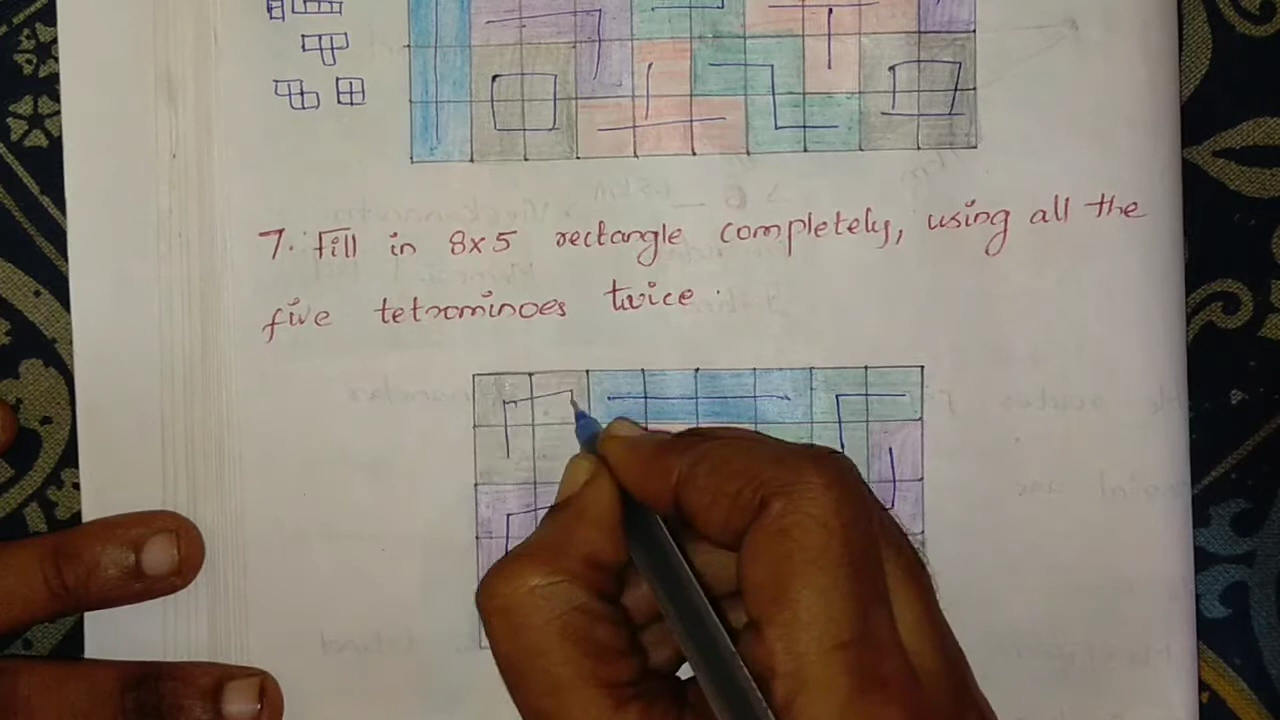 7. Fill in 8x5 rectangle completely, using all the
five tetrominoes twice.